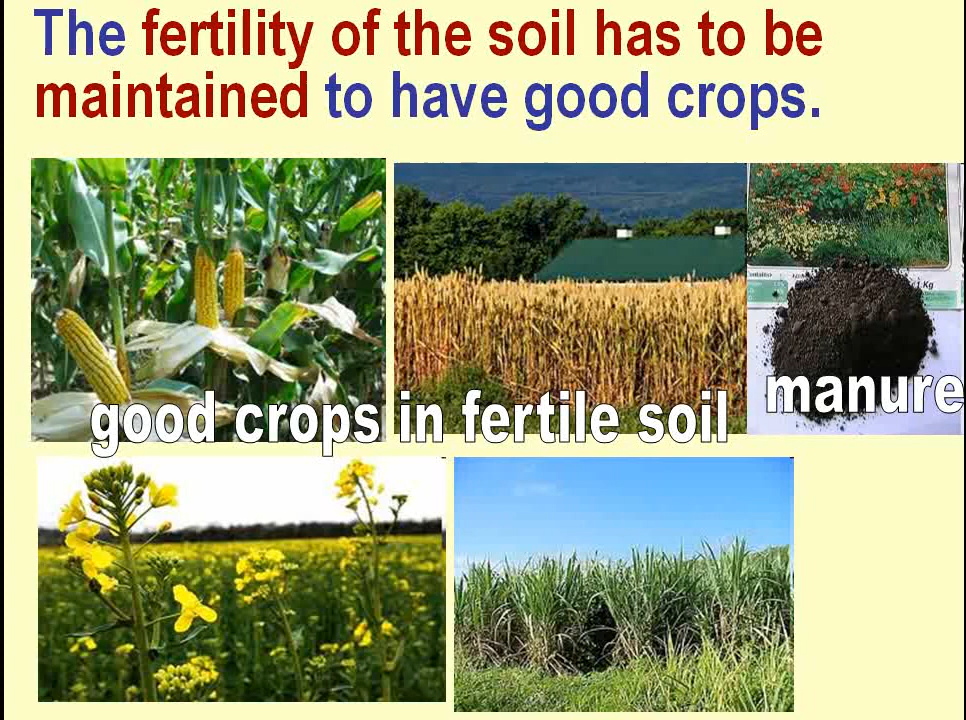 The fertility of the soil has to be
maintained to have good crops.
Kg
manure
good crops in fertile soil